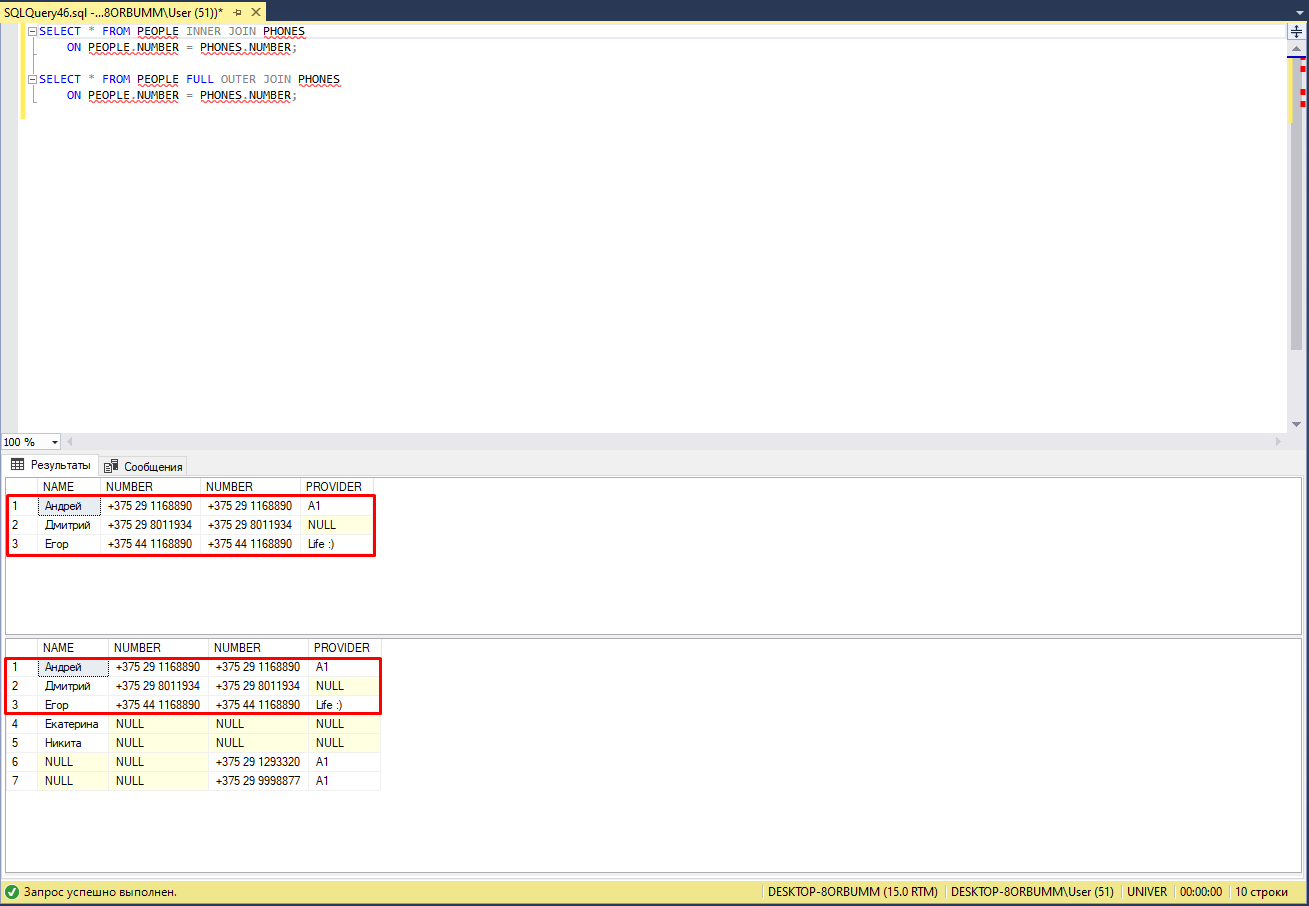 SQLQuery46.sql -...8ORBUMM\User (51))*
SELECT * FROM PEOPLE INNER JOIN PHONES
ON PEOPLE.NUMBER = PHONES.NUMBER;
SELECT * FROM PEOPLE FULL OUTER JOIN PHONES
ON PEOPLE.NUMBER = PHONES.NUMBER;
100 %
Результаты Сообщения
NAME NUMBER NUMBER PROVIDER
1 Андрей +375 29 1168890 +375 29 1168890 A1
2 Дмитрий +375 29 8011934 +375 29 8011934 NULL
3 Егор +375 44 1168890 +375 44 1168890 Life :)
NAME NUMBER NUMBER PROVIDER
1 Андрей +375 29 1168890 +375 29 1168890 A1
2 Дмитрий +375 29 8011934 +375 29 8011934 NULL
3 Егор +375 44 1168890 +375 44 1168890 Life :)
4 Екатерина NULL NULL NULL
5 Никита NULL NULL NULL
6 NULL NULL +375 29 1293320 A1
7 NULL NULL +375 29 9998877 A1
Запрос успешно выполнен. DESKTOP-8ORBUMM (15.0 RTM) DESKTOP-8ORBUMM\User (51) UNIVER 00:00:00 10 строки